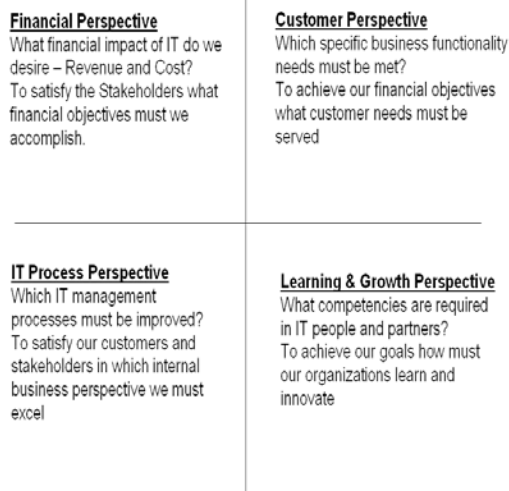 Financial Perspective
What financial impact of IT do we
desire – Revenue and Cost?
To satisfy the Stakeholders what
financial objectives must we
accomplish.
Customer Perspective
Which specific business functionality
needs must be met?
To achieve our financial objectives
what customer needs must be
served
IT Process Perspective
Which IT management
processes must be improved?
To satisfy our customers and
stakeholders in which internal
business perspective we must
excel
Learning & Growth Perspective
What competencies are required
in IT people and partners?
To achieve our goals how must
our organizations learn and
innovate